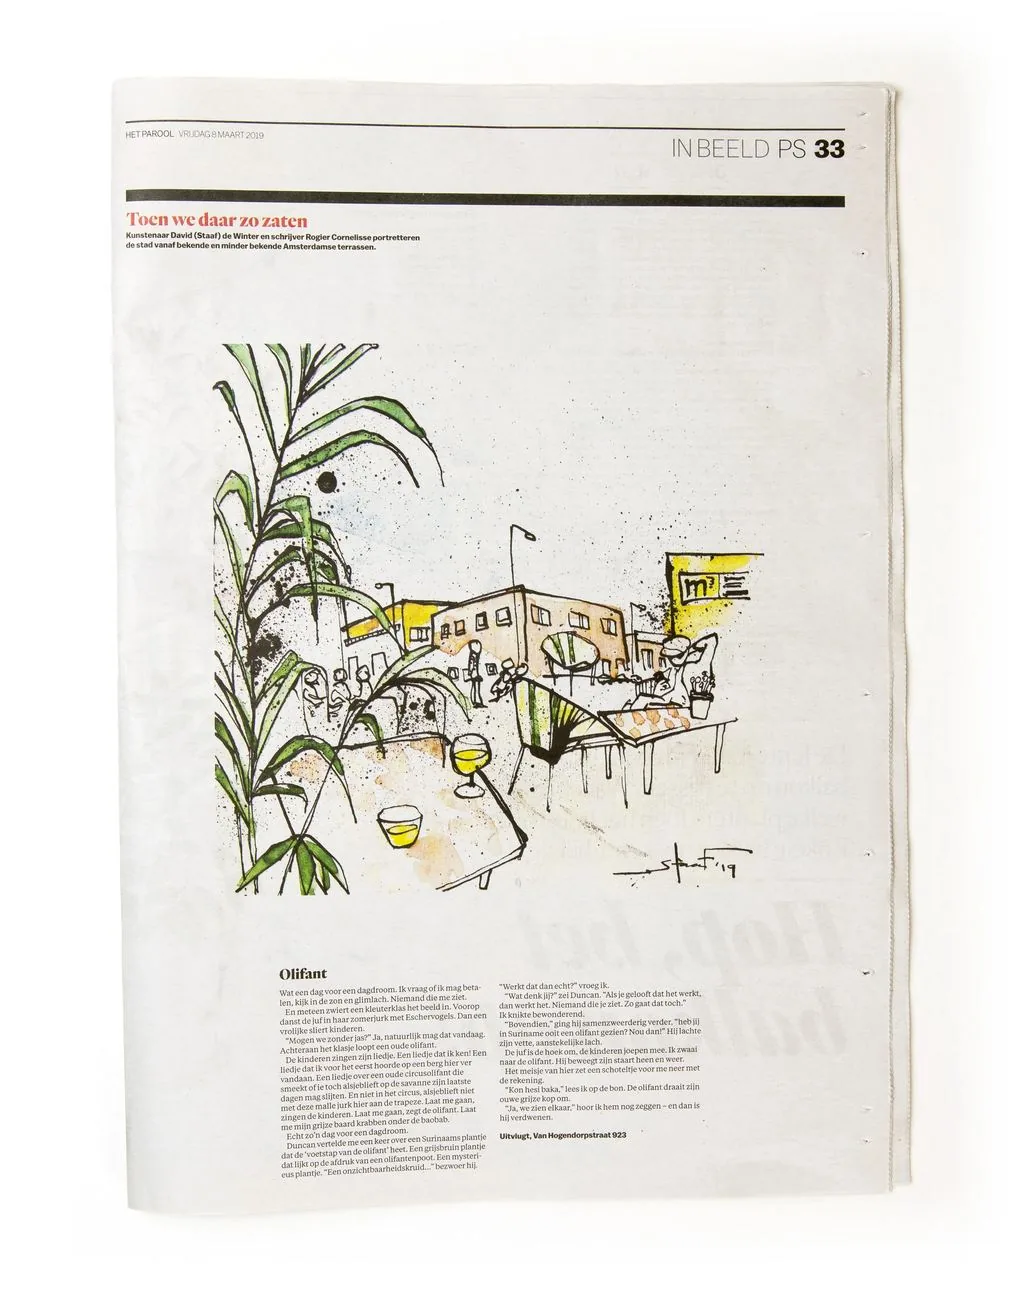 HET PAROOL VRIJDAG 8 MAART 2019
IN BEELD PS 33
Toen we daar zo zaten
Kunstenaar David (Staaf) de Winter en schrijver Rogier Cornelisse portretteren
de stad vanaf bekende en minder bekende Amsterdamse terrassen.
m³
staaf '19
Olifant
Wat een dag voor een dagdroom. Ik vraag of ik mag beta-
len, kijk in de zon en glimlach. Niemand die me ziet.
En meteen zwiert een kleuterklas het beeld in. Voorop
danst de juf in haar zomerjurk met Eschervogels. Dan een
vrolijke sliert kinderen.
"Mogen we zonder jas?" Ja, natuurlijk mag dat vandaag.
Achteraan het klasje loopt een oude olifant.
De kinderen zingen zijn liedje. Een liedje dat ik ken! Een
liedje dat ik voor het eerst hoorde op een berg hier ver
vandaan. Een liedje over een oude circusolifant die
smeekt of ie toch alsjeblieft op de savanne zijn laatste
dagen mag slijten. En niet in het circus, alsjeblieft niet
met deze malle jurk hier aan de trapeze. Laat me gaan,
zingen de kinderen. Laat me gaan, zegt de olifant. Laat
me mijn grijze baard krabben onder de baobab.
Echt zo'n dag voor een dagdroom.
Duncan vertelde me een keer over een Surinaams plantje
dat de 'voetstap van de olifant' heet. Een grijsbruin plantje
dat lijkt op de afdruk van een olifantenpoot. Een mysteri-
eus plantje. "Een onzichtbaarheidskruid..." bezwoer hij.
"Werkt dat dan echt?" vroeg ik.
"Wat denk jij?" zei Duncan. "Als je gelooft dat het werkt,
dan werkt het. Niemand die je ziet. Zo gaat dat toch."
Ik knikte bewonderend.
"Bovendien," ging hij samenzweerderig verder, "heb jij
in Suriname ooit een olifant gezien? Nou dan!" Hij lachte
zijn vette, aanstekelijke lach.
De juf is de hoek om, de kinderen joepen mee. Ik zwaai
naar de olifant. Hij beweegt zijn staart heen en weer.
Het meisje van hier zet een schoteltje voor me neer met
de rekening.
"Kon hesi baka," lees ik op de bon. De olifant draait zijn
ouwe grijze kop om.
"Ja, we zien elkaar," hoor ik hem nog zeggen – en dan is
hij verdwenen.
Uitvlugt, Van Hogendorpstraat 923